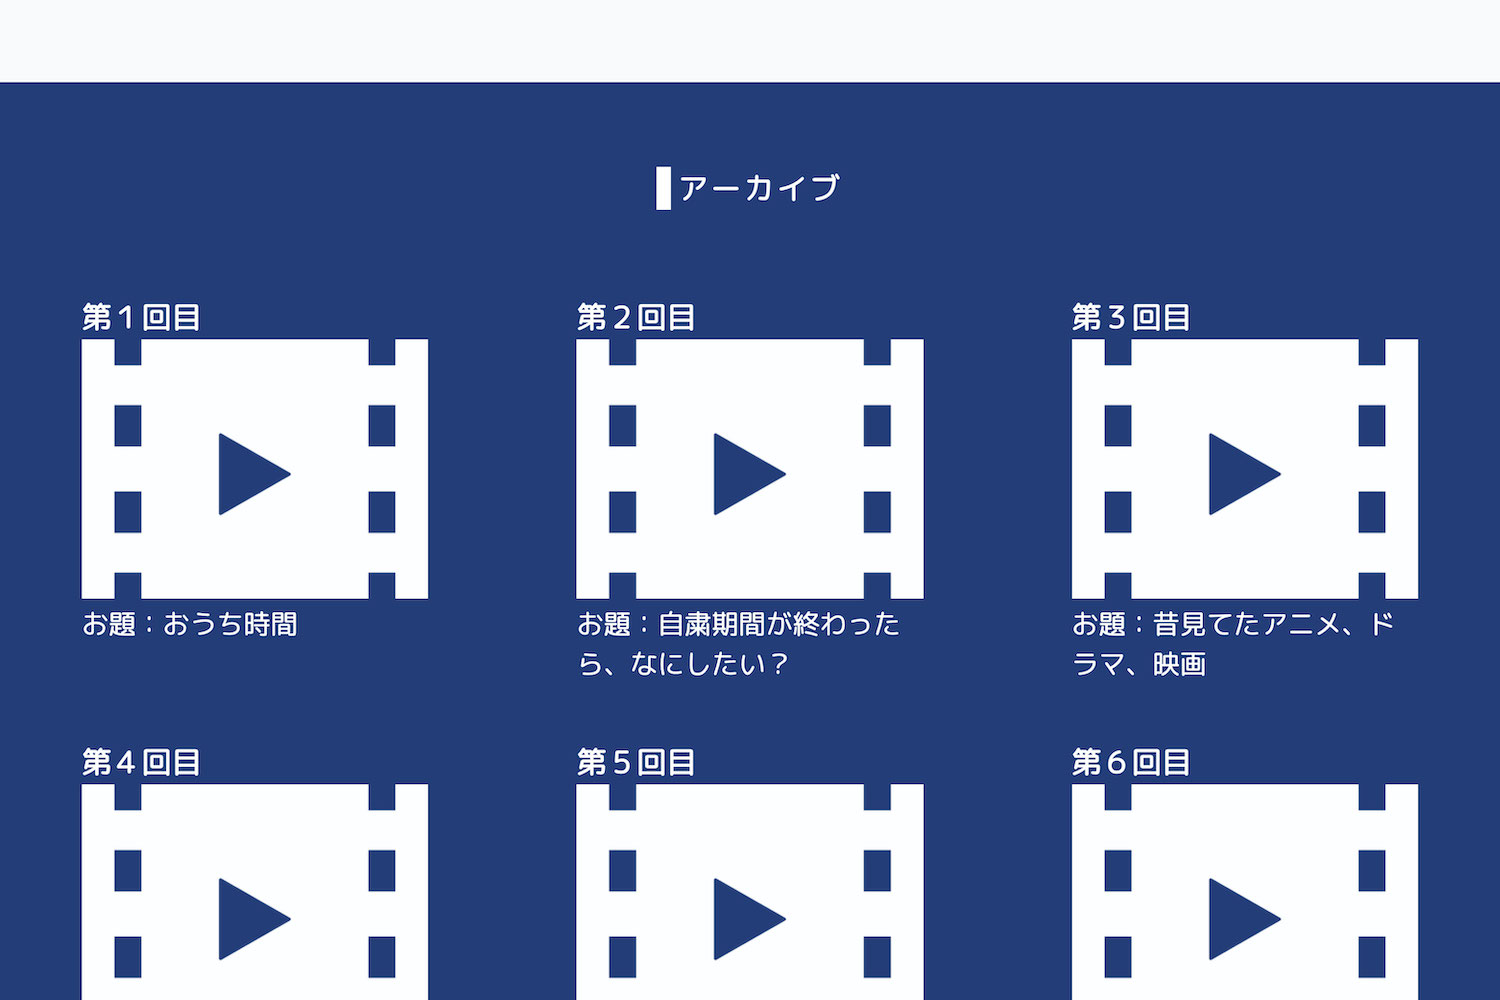 アーカイブ
第1回目
第2回目
第3回目
お題：おうち時間
お題：自粛期間が終わった
ら、なにしたい？
お題：昔見てたアニメ、ド
ラマ、映画
第4回目
第5回目
第6回目